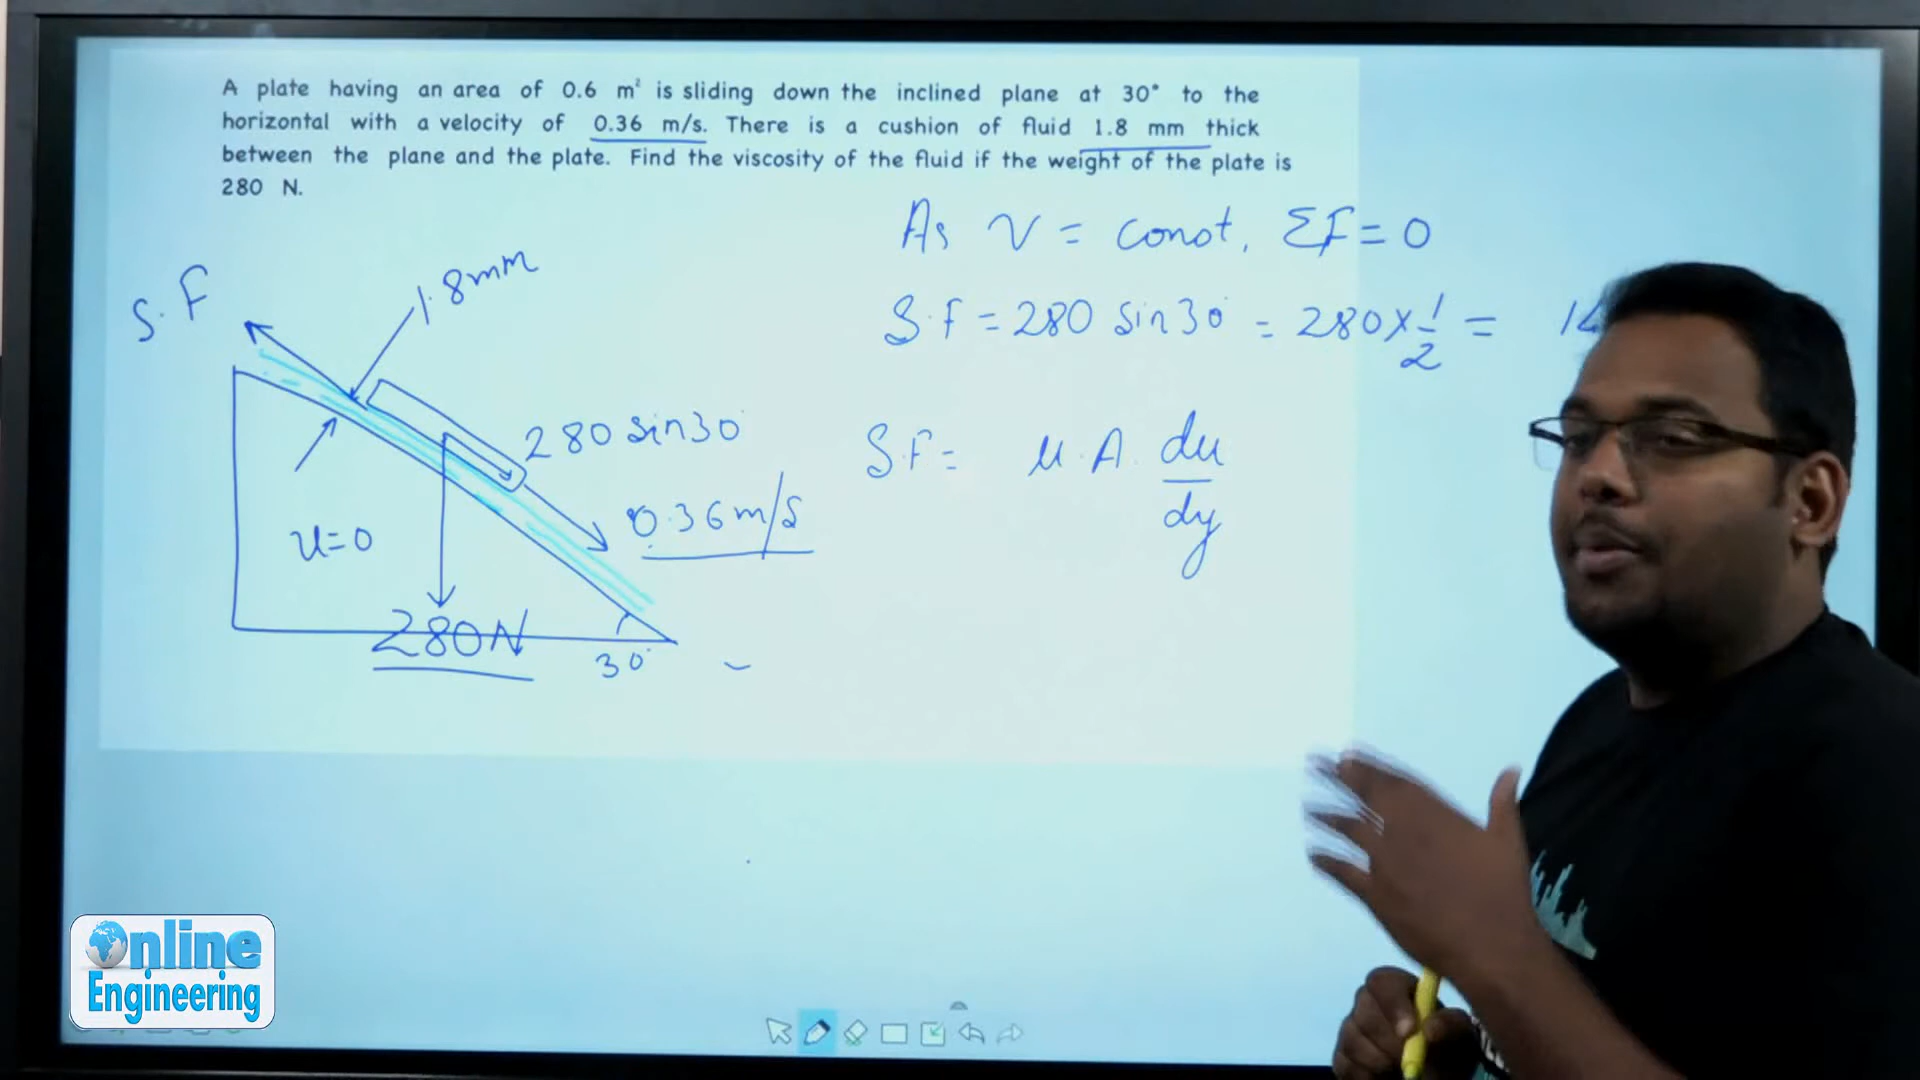 A plate having an area of 0.6 m² is sliding down the inclined plane at 30° to the
horizontal with a velocity of 0.36 m/s. There is a cushion of fluid 1.8 mm thick
between the plane and the plate. Find the viscosity of the fluid if the weight of the plate is
280 N.
As V = const, ΣF = 0
S.F = 280 sin30° = 280 × 1/2 =
S.F = μ . A . du/dy
S.F
1.8mm
280 sin30°
0.36 m/s
u=0
280N
30°
Online
Engineering